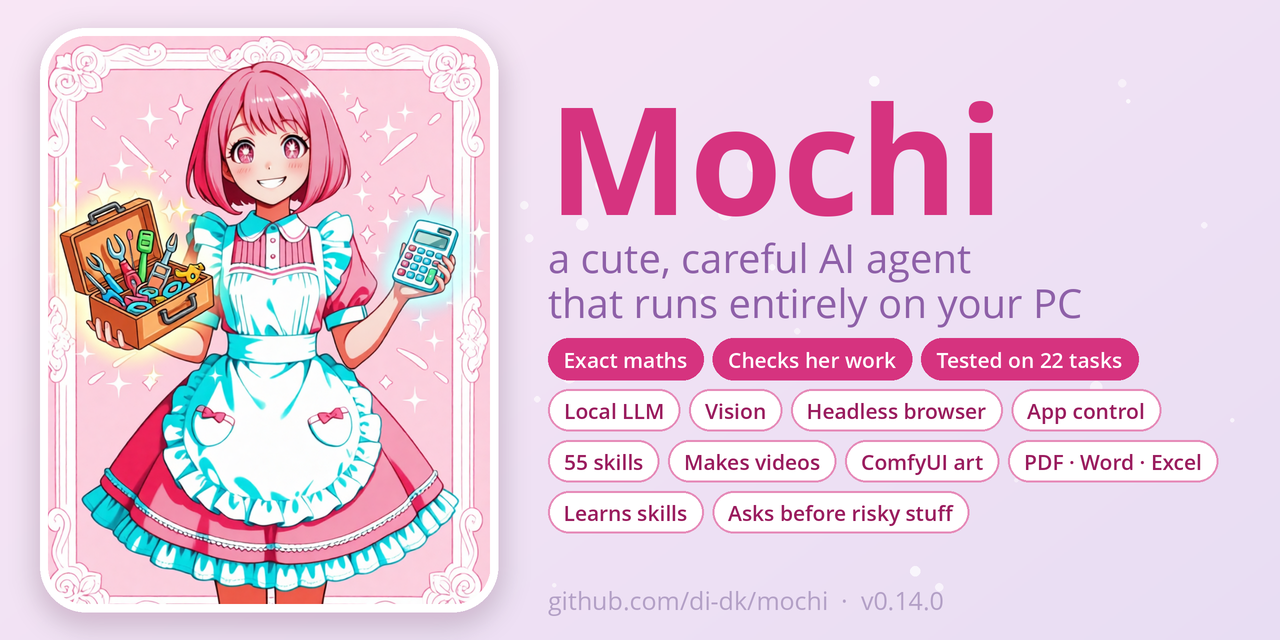 Mochi
a cute, careful AI agent
that runs entirely on your PC
Exact maths Checks her work Tested on 22 tasks
Local LLM Vision Headless browser App control
55 skills Makes videos ComfyUI art PDF · Word · Excel
Learns skills Asks before risky stuff
github.com/di-dk/mochi · v0.14.0